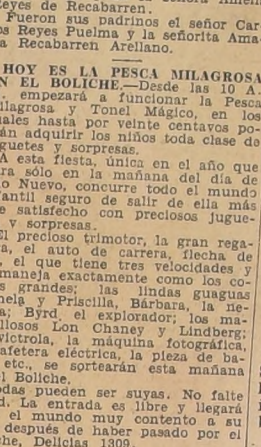 eyes de Recabarren.
Fueron sus padrinos el señor Car-
os Reyes Puelma y la señorita Ama-
a Recabarren Arellano.
HOY ES LA PESCA MILAGROSA
N EL BOLICHE.—Desde las 10 A.
. empezará a funcionar la Pesca
ilagrosa y Tonel Mágico, en los
uales hasta por veinte centavos po-
án adquirir los niños toda clase de
guetes y sorpresas.
A esta fiesta, única en el año que
ra sólo en la mañana del día de
o Nuevo, concurre todo el mundo
antil seguro de salir de ella más
e satisfecho con preciosos jugue-
y sorpresas.
El precioso trimotor, la gran rega-
a, el auto de carrera, flecha de
, el que tiene tres velocidades y
maneja exactamente como los co-
s grandes; las lindas guaguas
nela y Priscilla, Bárbara, la ne-
a; Byrd, el explorador; los ma-
llosos Lon Chaney y Lindberg;
victrola, la máquina fotográfica,
afetera eléctrica, la pieza de ba-
etc., se sortearán esta mañana
el Boliche.
odas pueden ser suyas. No falte
d. La entrada es libre y llegará
el mundo muy contento a su
después de haber pasado por el
che, Delicias 1309.